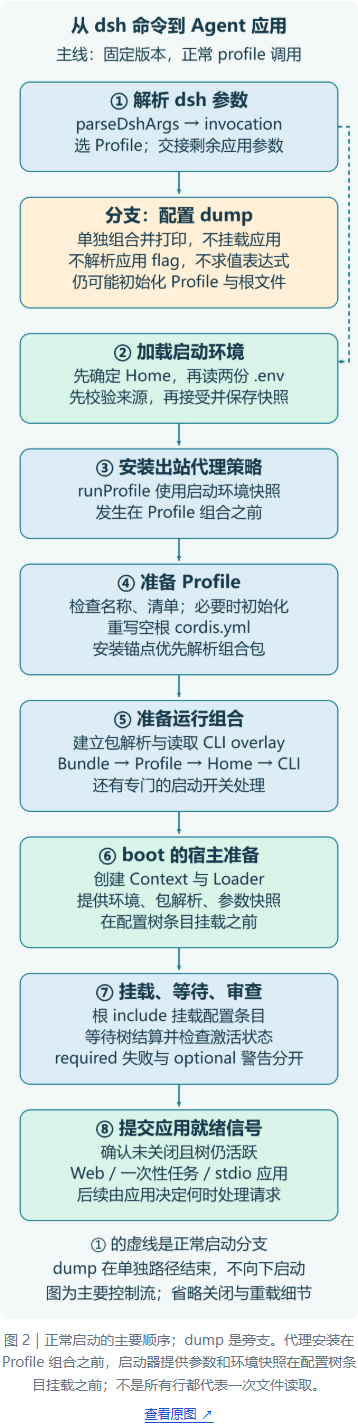 从 dsh 命令到 Agent 应用
主线：固定版本，正常 profile 调用
① 解析 dsh 参数
parseDshArgs → invocation
选 Profile；交接剩余应用参数
分支：配置 dump
单独组合并打印，不挂载应用
不解析应用 flag，不求值表达式
仍可能初始化 Profile 与根文件
② 加载启动环境
先确定 Home，再读两份 .env
先校验来源，再接受并保存快照
③ 安装出站代理策略
runProfile 使用启动环境快照
发生在 Profile 组合之前
④ 准备 Profile
检查名称、清单；必要时初始化
重写空根 cordis.yml
安装锚点优先解析组合包
⑤ 准备运行组合
建立包解析与读取 CLI overlay
Bundle → Profile → Home → CLI
还有专门的启动开关处理
⑥ boot 的宿主准备
创建 Context 与 Loader
提供环境、包解析、参数快照
在配置树条目挂载之前
⑦ 挂载、等待、审查
根 include 挂载配置条目
等待树结算并检查激活状态
required 失败与 optional 警告分开
⑧ 提交应用就绪信号
确认未关闭且树仍活跃
Web / 一次性任务 / stdio 应用
后续由应用决定何时处理请求
① 的虚线是正常启动分支
dump 在单独路径结束，不向下启动
图为主要控制流；省略关闭与重载细节
图 2 | 正常启动的主要顺序；dump 是旁支。代理安装在
Profile 组合之前，启动器提供参数和环境快照在配置树条
目挂载之前；不是所有行都代表一次文件读取。
查看原图 ↗